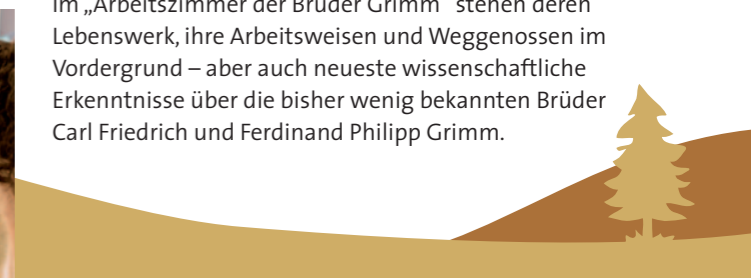 Im „Arbeitszimmer der Brüder Grimm“ stehen deren
Lebenswerk, ihre Arbeitsweisen und Weggenossen im
Vordergrund – aber auch neueste wissenschaftliche
Erkenntnisse über die bisher wenig bekannten Brüder
Carl Friedrich und Ferdinand Philipp Grimm.